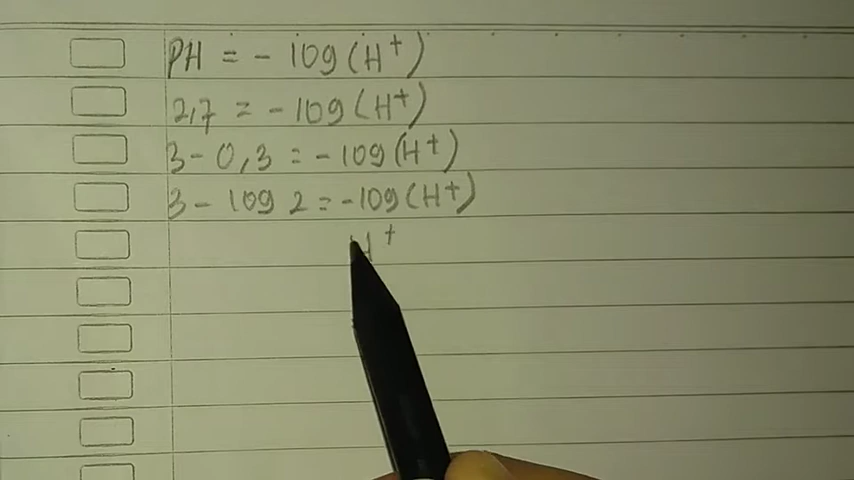 PH = - log (H+)
2,7 = - log (H+)
3 - 0,3 = - log (H+)
3 - log 2 = - log (H+)
H+